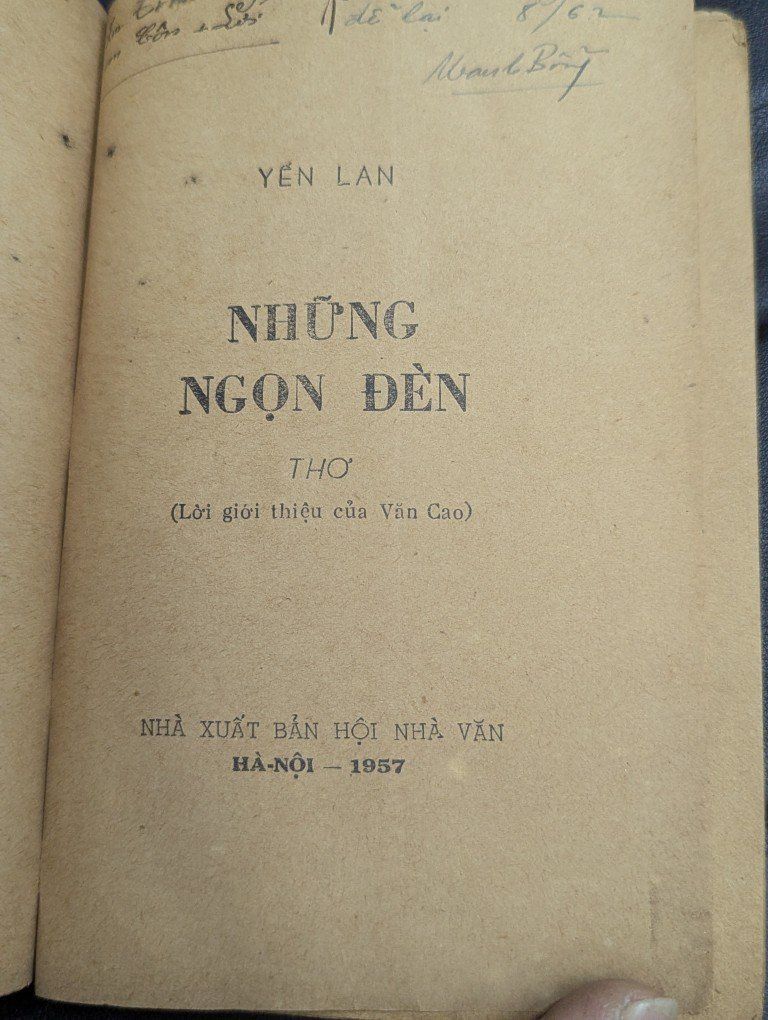 để lại 8/62
YẾN LAN
NHỮNG
NGỌN ĐÈN
THƠ
(Lời giới thiệu của Văn Cao)
NHÀ XUẤT BẢN HỘI NHÀ VĂN
HÀ-NỘI — 1957